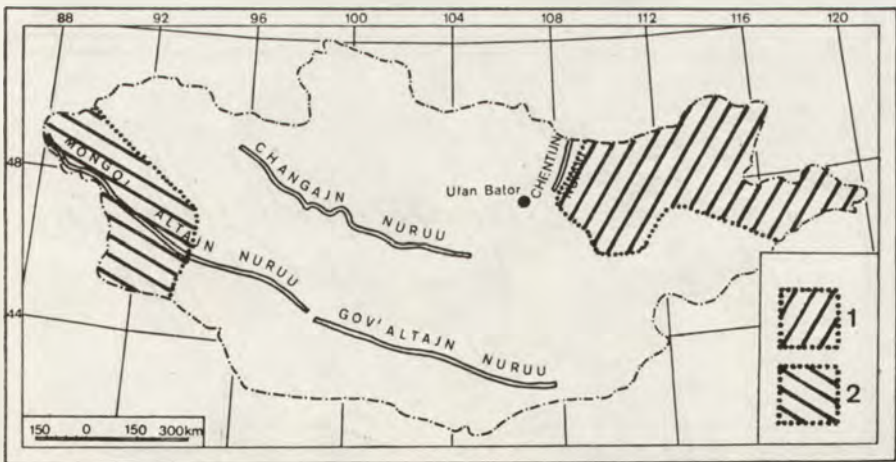 88 92 96 100 104 108 112 116 120
48
44
MONGOL ALTAJN NURUU
CHANGAJN NURUU
GOV' ALTAJN NURUU
Ułan Bator
CHENTIJN NURUU
1
2
150 0 150 300km